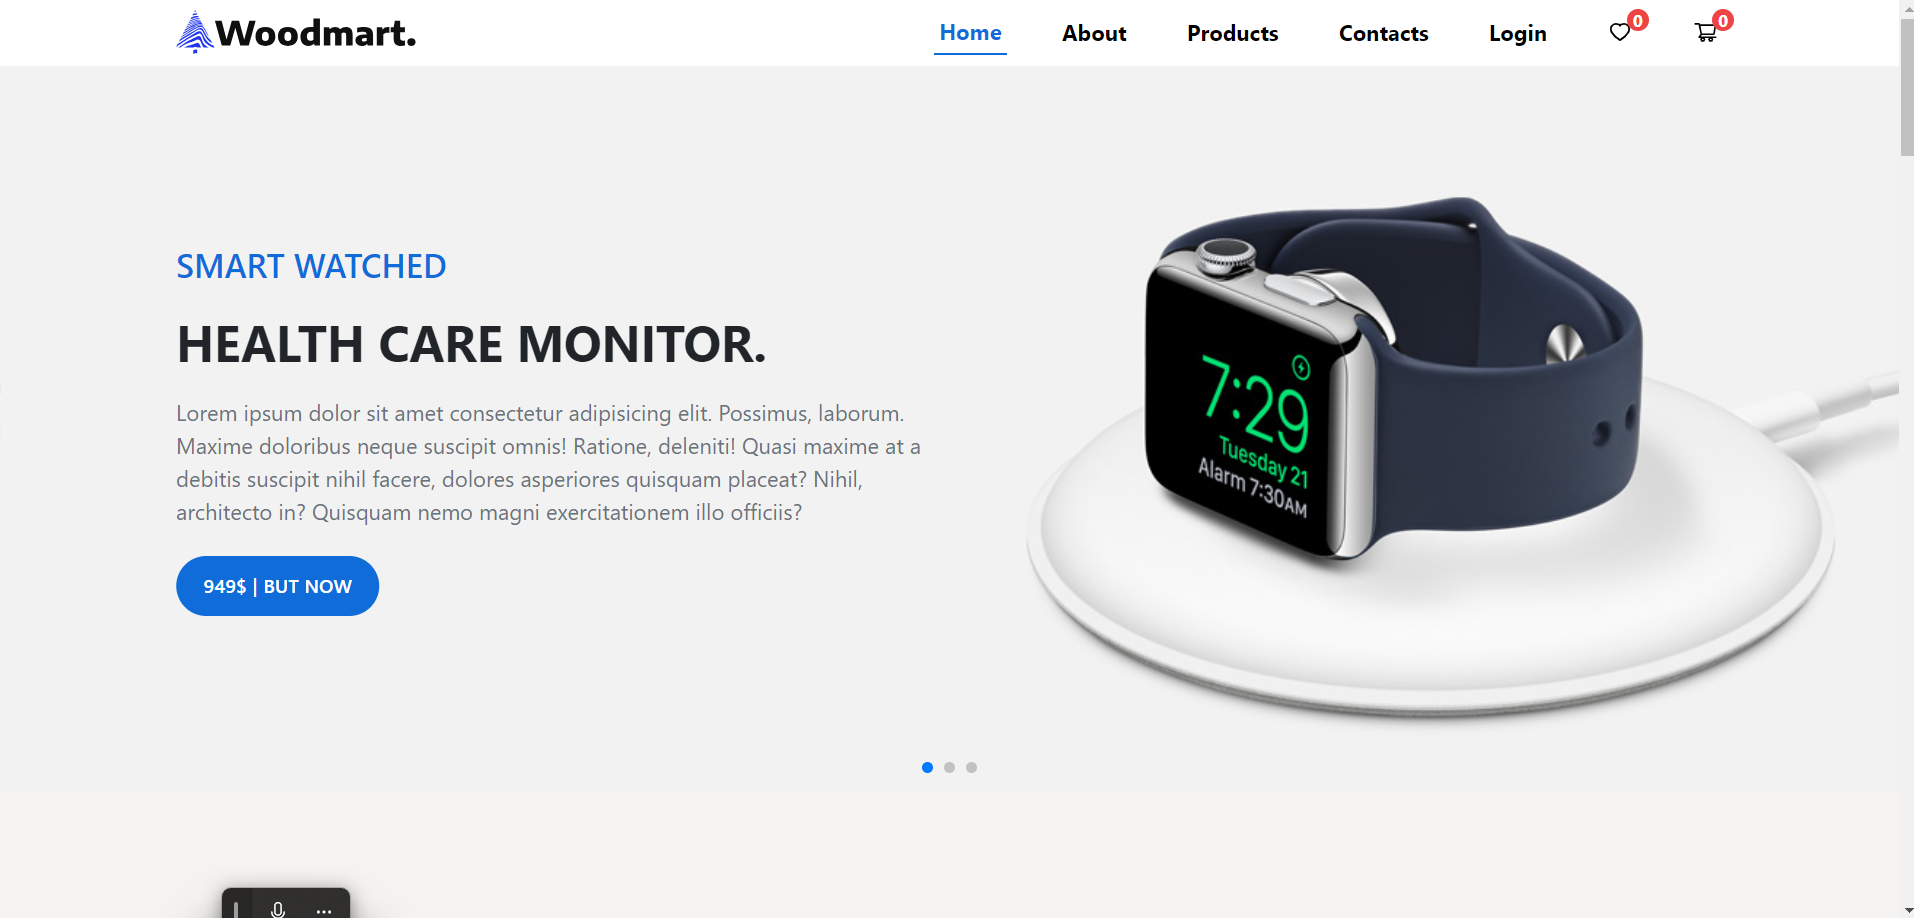 Woodmart.
Home About Products Contacts Login 0 0
SMART WATCHED
HEALTH CARE MONITOR.
Lorem ipsum dolor sit amet consectetur adipisicing elit. Possimus, laborum.
Maxime doloribus neque suscipit omnis! Ratione, deleniti! Quasi maxime at a
debitis suscipit nihil facere, dolores asperiores quisquam placeat? Nihil,
architecto in? Quisquam nemo magni exercitationem illo officiis?
949$ | BUT NOW
7:29
Tuesday 21
Alarm 7:30AM